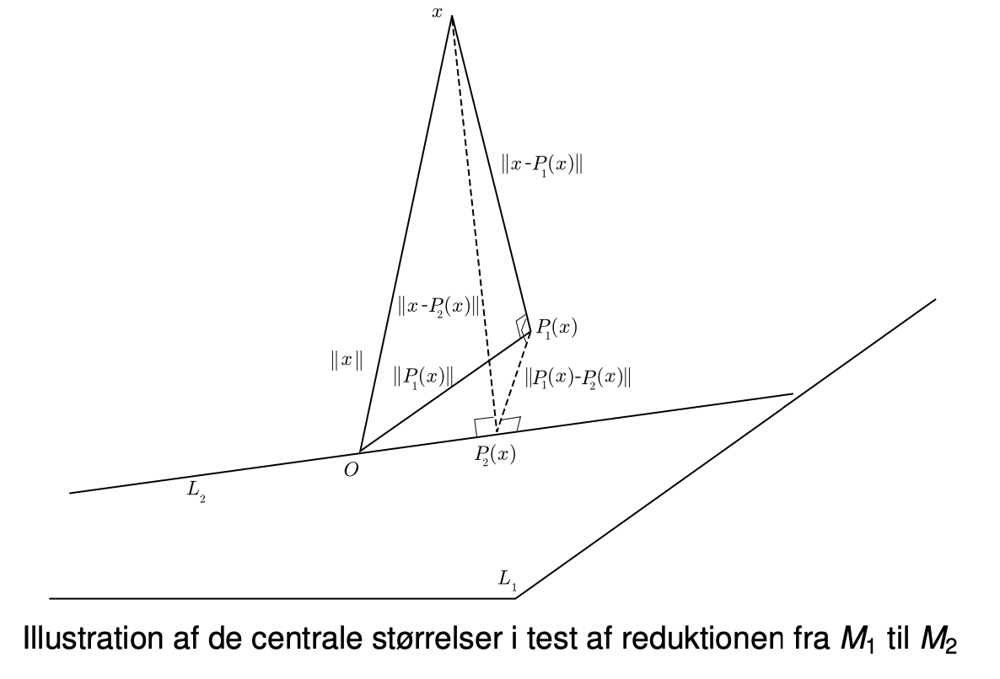 x
‖x-P₁(x)‖
‖x-P₂(x)‖
P₁(x)
‖x‖
‖P₁(x)‖
‖P₁(x)-P₂(x)‖
P₂(x)
O
L₂
L₁
Illustration af de centrale størrelser i test af reduktionen fra M₁ til M₂